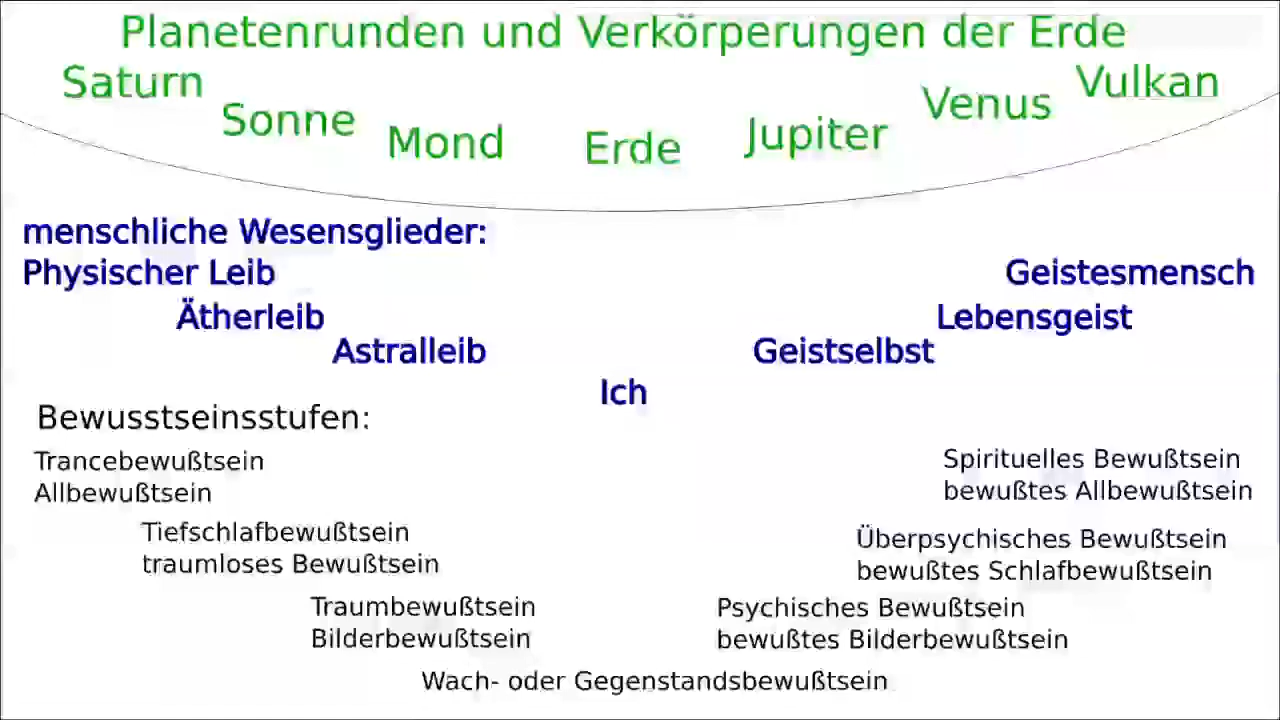 Planetenrunden und Verkörperungen der Erde
Saturn
Sonne
Mond
Erde
Jupiter
Venus
Vulkan
menschliche Wesensglieder:
Physischer Leib
Ätherleib
Astralleib
Ich
Geistselbst
Lebensgeist
Geistesmensch
Bewusstseinsstufen:
Trancebewußtsein
Allbewußtsein
Tiefschlafbewußtsein
traumloses Bewußtsein
Traumbewußtsein
Bilderbewußtsein
Wach- oder Gegenstandsbewußtsein
Psychisches Bewußtsein
bewußtes Bilderbewußtsein
Überpsychisches Bewußtsein
bewußtes Schlafbewußtsein
Spirituelles Bewußtsein
bewußtes Allbewußtsein